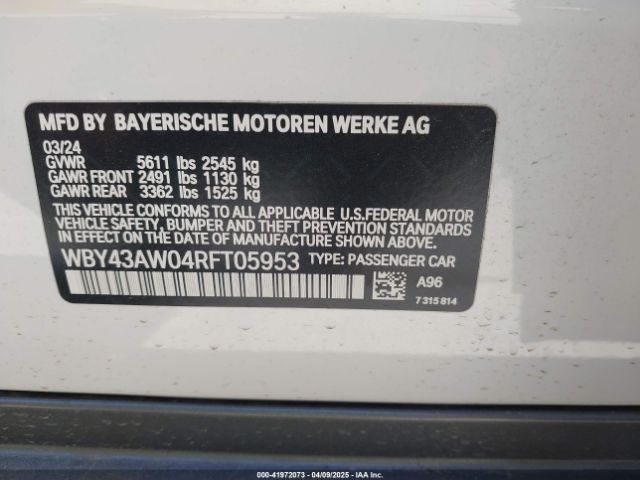 MFD BY BAYERISCHE MOTOREN WERKE AG
03/24
GVWR 5611 lbs 2545 kg
GAWR FRONT 2491 lbs 1130 kg
GAWR REAR 3362 lbs 1525 kg
THIS VEHICLE CONFORMS TO ALL APPLICABLE U.S.FEDERAL MOTOR
VEHICLE SAFETY, BUMPER AND THEFT PREVENTION STANDARDS
IN EFFECT ON THE DATE OF MANUFACTURE SHOWN ABOVE.
WBY43AW04RFT05953 TYPE: PASSENGER CAR
A96
7 315 814
000-41972073 - 04/09/2025 - IAA Inc.